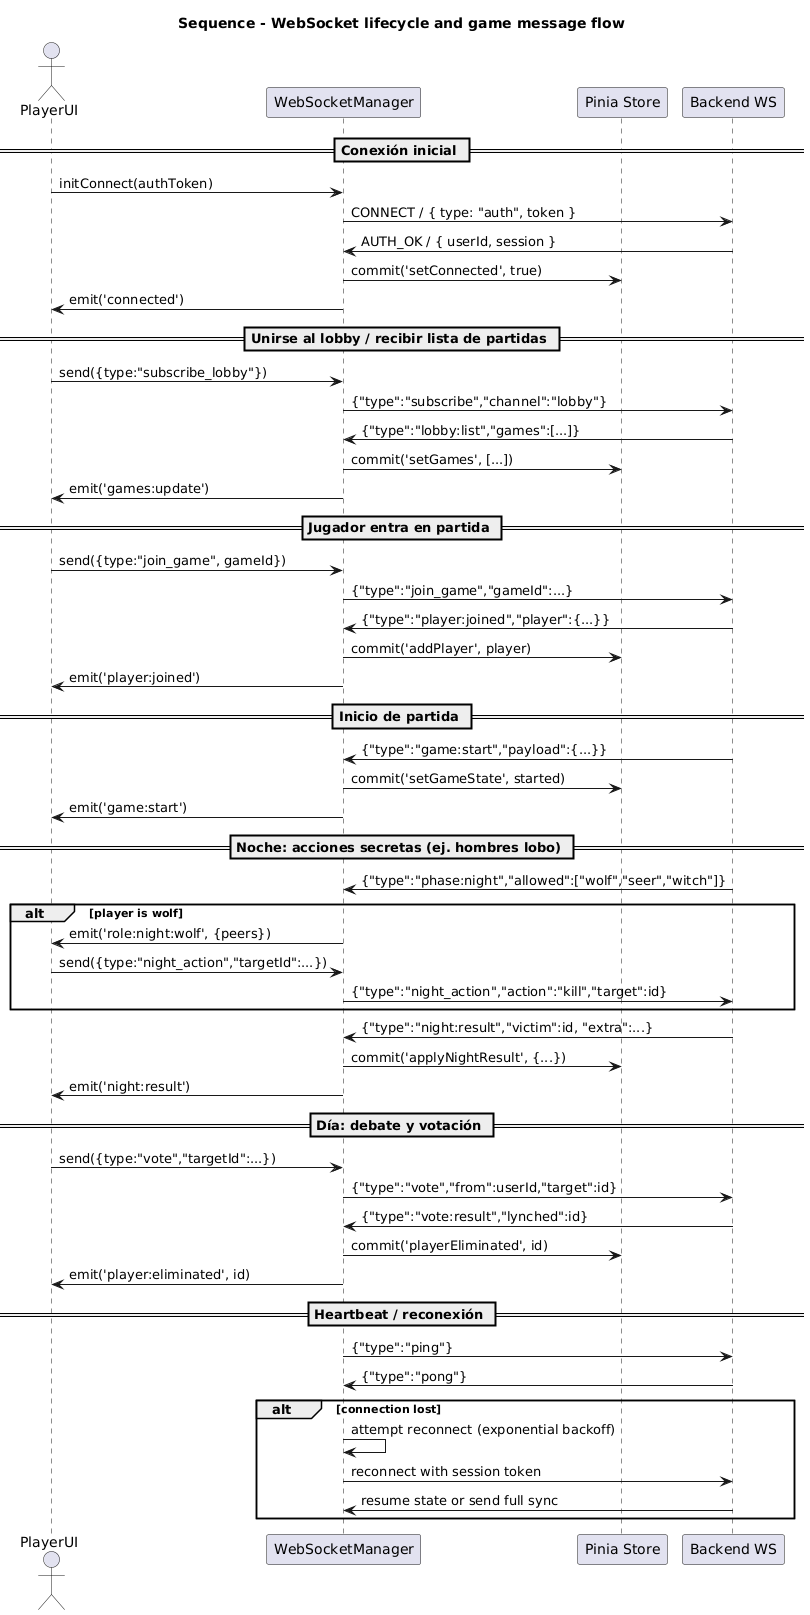 Sequence - WebSocket lifecycle and game message flow
PlayerUI
WebSocketManager
Pinia Store
Backend WS
Conexión inicial
initConnect(authToken)
CONNECT / { type: "auth", token }
AUTH_OK / { userId, session }
commit('setConnected', true)
emit('connected')
Unirse al lobby / recibir lista de partidas
send({type:"subscribe_lobby"})
{"type":"subscribe","channel":"lobby"}
{"type":"lobby:list","games":[...]}
commit('setGames', [...])
emit('games:update')
Jugador entra en partida
send({type:"join_game", gameId})
{"type":"join_game","gameId":...}
{"type":"player:joined","player":{...}}
commit('addPlayer', player)
emit('player:joined')
Inicio de partida
{"type":"game:start","payload":{...}}
commit('setGameState', started)
emit('game:start')
Noche: acciones secretas (ej. hombres lobo)
{"type":"phase:night","allowed":["wolf","seer","witch"]}
alt
[player is wolf]
emit('role:night:wolf', {peers})
send({type:"night_action","targetId":...})
{"type":"night_action","action":"kill","target":id}
{"type":"night:result","victim":id, "extra":...}
commit('applyNightResult', {...})
emit('night:result')
Día: debate y votación
send({type:"vote","targetId":...})
{"type":"vote","from":userId,"target":id}
{"type":"vote:result","lynched":id}
commit('playerEliminated', id)
emit('player:eliminated', id)
Heartbeat / reconexión
{"type":"ping"}
{"type":"pong"}
alt
[connection lost]
attempt reconnect (exponential backoff)
reconnect with session token
resume state or send full sync
PlayerUI
WebSocketManager
Pinia Store
Backend WS